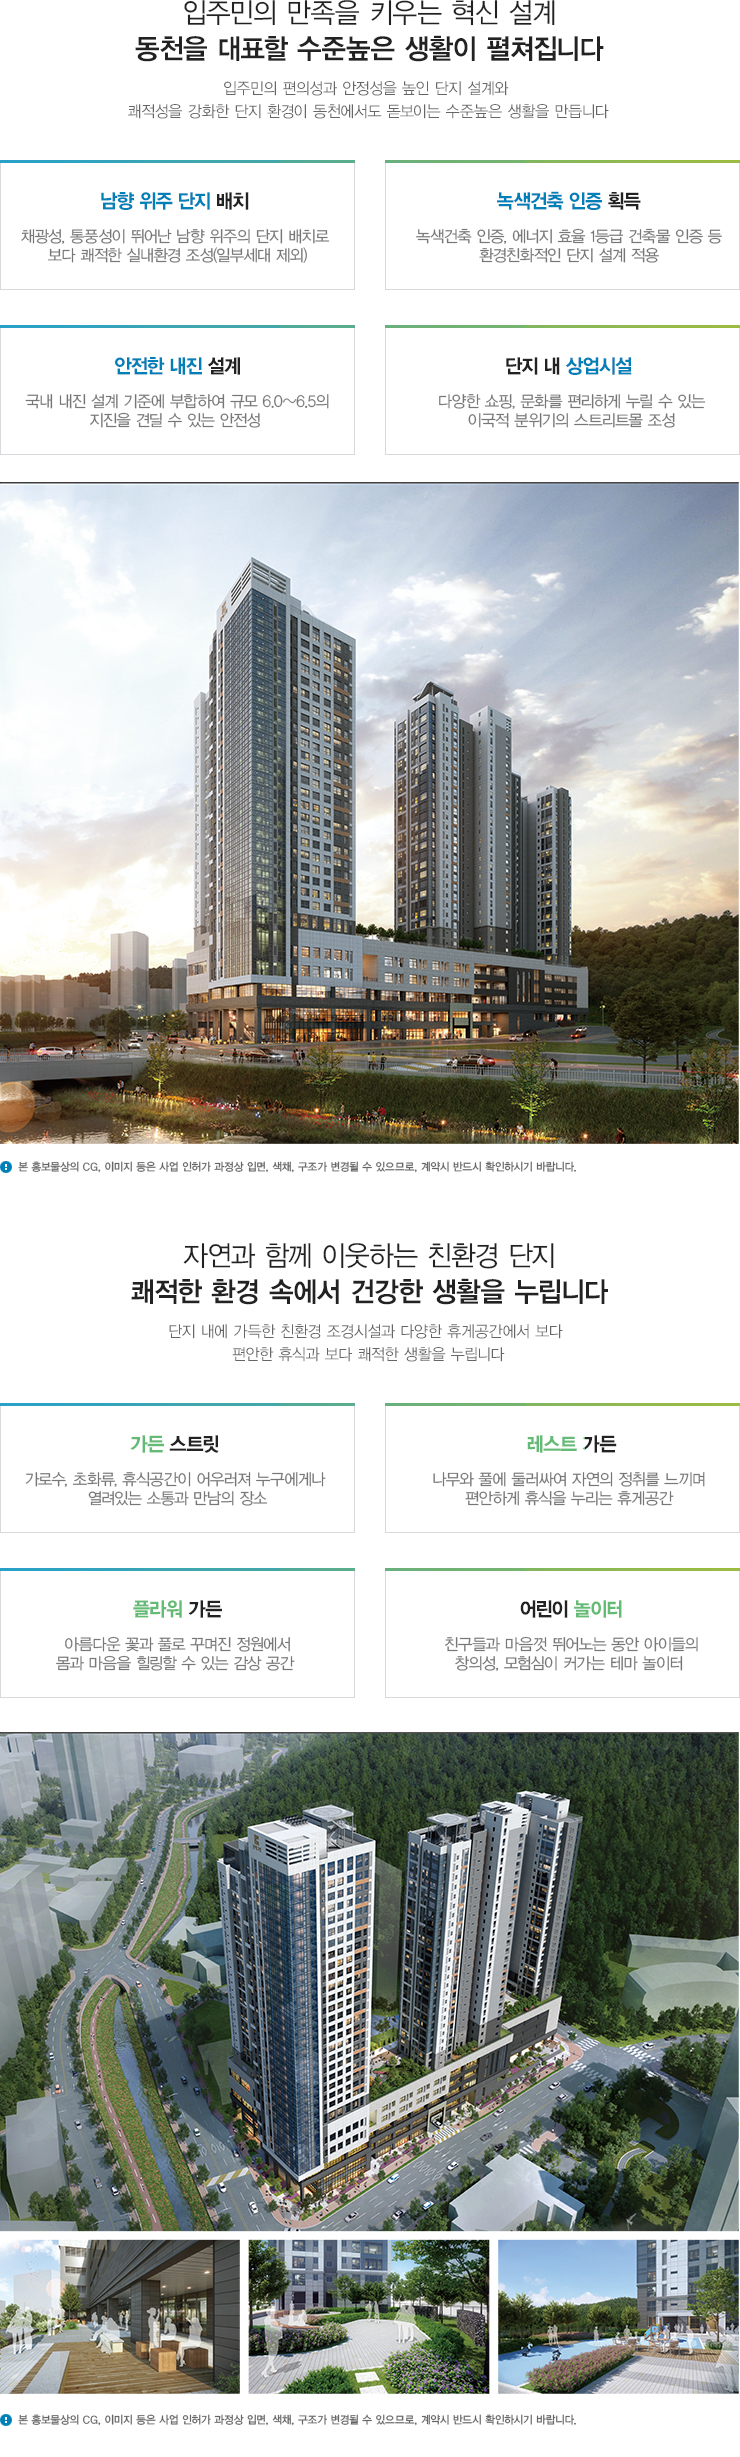 입주민의 만족을 키우는 혁신 설계
동천을 대표할 수준높은 생활이 펼쳐집니다
입주민의 편의성과 안정성을 높인 단지 설계와
쾌적성을 강화한 단지 환경이 동천에서도 돋보이는 수준높은 생활을 만듭니다
남향 위주 단지 배치
채광성, 통풍성이 뛰어난 남향 위주의 단지 배치로
보다 쾌적한 실내환경 조성(일부세대 제외)
녹색건축 인증 획득
녹색건축 인증, 에너지 효율 1등급 건축물 인증 등
환경친화적인 단지 설계 적용
안전한 내진 설계
국내 내진 설계 기준에 부합하여 규모 6.0~6.5의
지진을 견딜 수 있는 안전성
단지 내 상업시설
다양한 쇼핑, 문화를 편리하게 누릴 수 있는
이국적 분위기의 스트리트몰 조성
본 홍보물상의 CG, 이미지 등은 사업 인허가 과정상 입면, 색채, 구조가 변경될 수 있으므로, 계약시 반드시 확인하시기 바랍니다.
자연과 함께 이웃하는 친환경 단지
쾌적한 환경 속에서 건강한 생활을 누립니다
단지 내에 가득한 친환경 조경시설과 다양한 휴게공간에서 보다
편안한 휴식과 보다 쾌적한 생활을 누립니다
가든 스트릿
가로수, 초화류, 휴식공간이 어우러져 누구에게나
열려있는 소통과 만남의 장소
레스트 가든
나무와 풀에 둘러싸여 자연의 정취를 느끼며
편안하게 휴식을 누리는 휴게공간
플라워 가든
아름다운 꽃과 풀로 꾸며진 정원에서
몸과 마음을 힐링할 수 있는 감상 공간
어린이 놀이터
친구들과 마음껏 뛰어노는 동안 아이들의
창의성, 모험심이 커가는 테마 놀이터
본 홍보물상의 CG, 이미지 등은 사업 인허가 과정상 입면, 색채, 구조가 변경될 수 있으므로, 계약시 반드시 확인하시기 바랍니다.